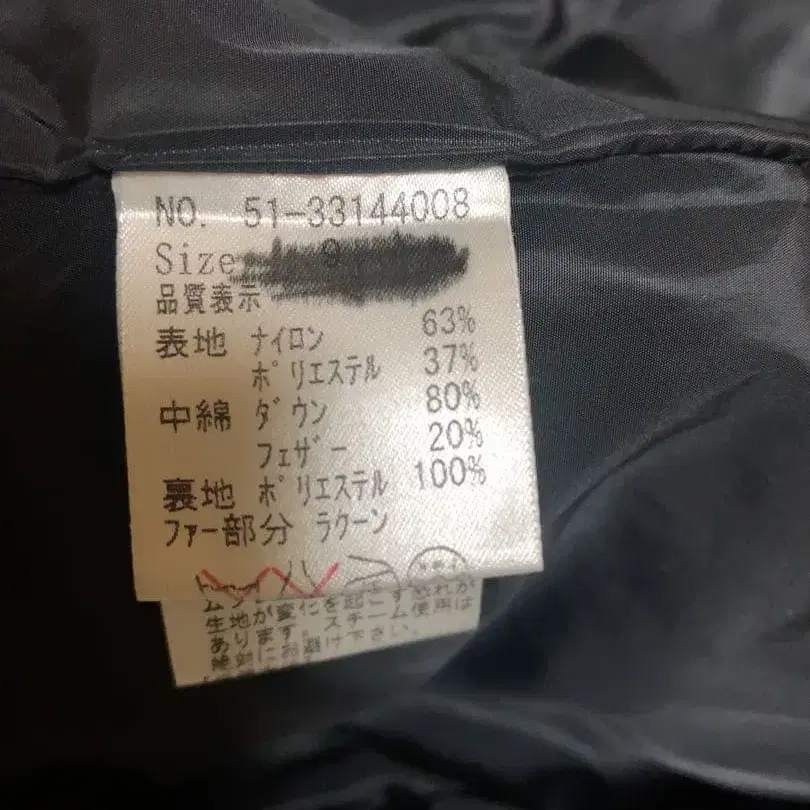 NO. 51-33144008
Size 9
品質表示
表地 ナイロン 63%
ポリエステル 37%
中綿 ダウン 80%
フェザー 20%
裏地 ポリエステル 100%
ファー部分 ラクーン
生地が変化を起こす恐れが
あります。スチーム使用は
絶対にお避け下さい。